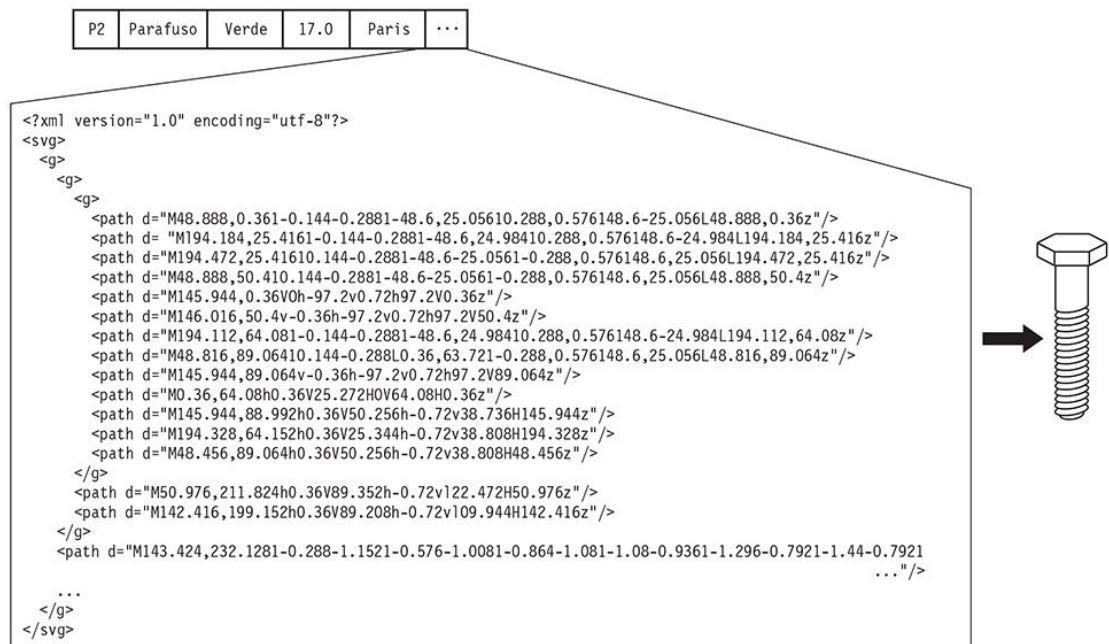 P2 Parafuso Verde 17.0 Paris ...
<?xml version="1.0" encoding="utf-8"?>
<svg>
<g>
<g>
<g>
<path d="M48.888,0.361-0.144-0.2881-48.6,25.05610.288,0.576148.6-25.056L48.888,0.36z"/>
<path d= "Ml94.184,25.4161-0.144-0.2881-48.6,24.98410.288,0.576148.6-24.984L194.184,25.416z"/>
<path d="M194.472,25.41610.144-0.2881-48.6-25.0561-0.288,0.576148.6,25.056L194.472,25.416z"/>
<path d="M48.888,50.410.144-0.2881-48.6-25.0561-0.288,0.576148.6,25.056L48.888,50.4z"/>
<path d="M145.944,0.36V0h-97.2v0.72h97.2V0.36z"/>
<path d="M146.016,50.4v-0.36h-97.2v0.72h97.2V50.4z"/>
<path d="M194.112,64.081-0.144-0.2881-48.6,24.98410.288,0.576148.6-24.984L194.112,64.08z"/>
<path d="M48.816,89.06410.144-0.288L0.36,63.721-0.288,0.576148.6,25.056L48.816,89.064z"/>
<path d="M145.944,89.064v-0.36h-97.2v0.72h97.2V89.064z"/>
<path d="M0.36,64.08h0.36V25.272H0V64.08H0.36z"/>
<path d="M145.944,88.992h0.36V50.256h-0.72v38.736H145.944z"/>
<path d="M194.328,64.152h0.36V25.344h-0.72v38.808H194.328z"/>
<path d="M48.456,89.064h0.36V50.256h-0.72v38.808H48.456z"/>
</g>
<path d="M50.976,211.824h0.36V89.352h-0.72vl22.472H50.976z"/>
<path d="M142.416,199.152h0.36V89.208h-0.72vl09.944H142.416z"/>
</g>
<path d="M143.424,232.1281-0.288-1.1521-0.576-1.0081-0.864-1.081-1.08-0.9361-1.296-0.7921-1.44-0.7921
..."/>
...
</g>
</svg>